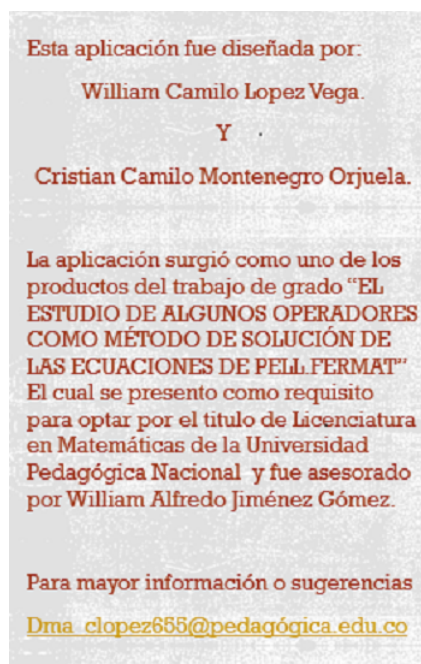 Esta aplicación fue diseñada por:
William Camilo Lopez Vega.
Y
Cristian Camilo Montenegro Orjuela.
La aplicación surgió como uno de los
productos del trabajo de grado “EL
ESTUDIO DE ALGUNOS OPERADORES
COMO MÉTODO DE SOLUCIÓN DE
LAS ECUACIONES DE PELL.FERMAT”
El cual se presento como requisito
para optar por el titulo de Licenciatura
en Matemáticas de la Universidad
Pedagógica Nacional y fue asesorado
por William Alfredo Jiménez Gómez.
Para mayor información o sugerencias
Dma_clopez655@pedagógica.edu.co